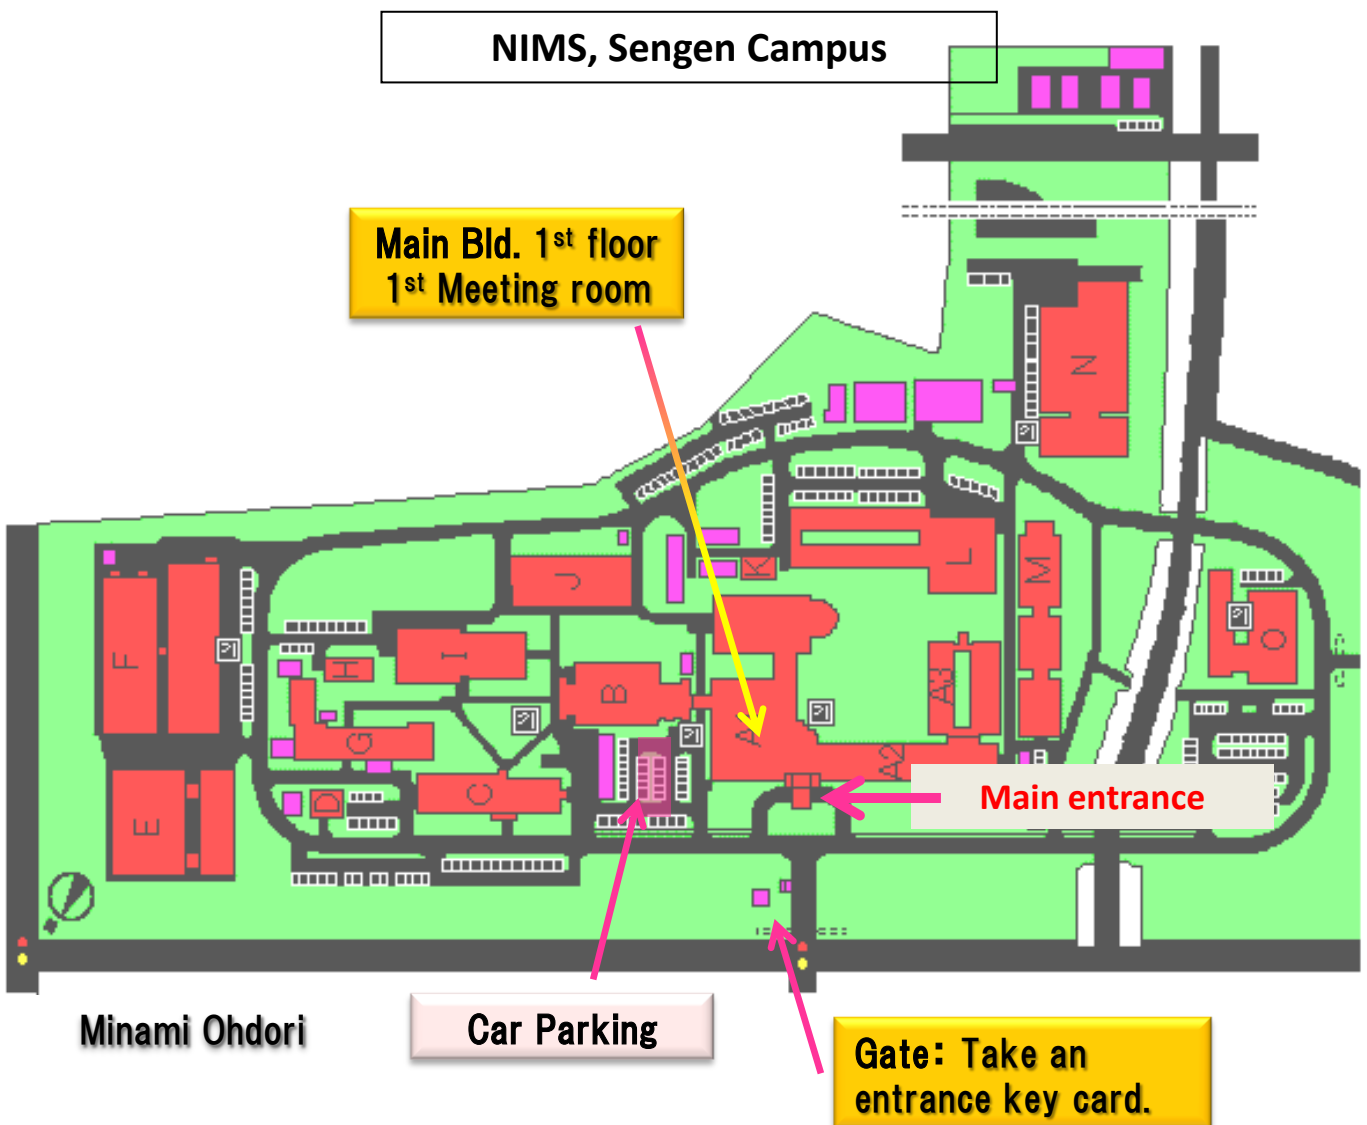 NIMS, Sengen Campus
Main Bld. 1st floor
1st Meeting room
N
L
K
M
J
O
F
H
I
B
A3
A
G
A2
Main entrance
C
D
E
Minami Ohdori
Car Parking
Gate: Take an
entrance key card.